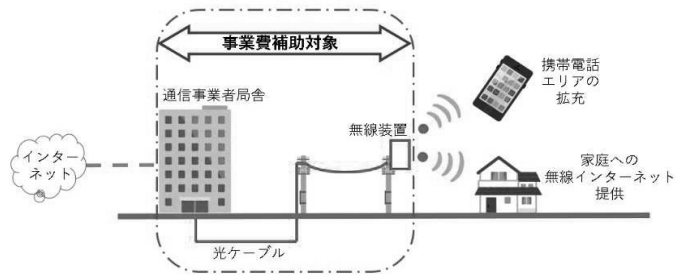 事業費補助対象
通信事業者局舎
無線装置
携帯電話
エリアの
拡充
インター
ネット
家庭への
無線インターネット
提供
光ケーブル